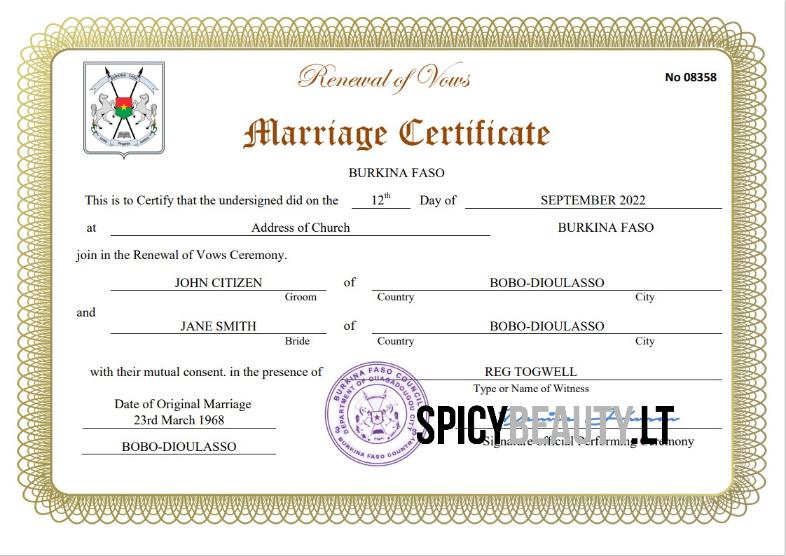 Renewal of Vows
No 08358
Marriage Certificate
BURKINA FASO
This is to Certify that the undersigned did on the 12th Day of SEPTEMBER 2022
at Address of Church BURKINA FASO
join in the Renewal of Vows Ceremony.
JOHN CITIZEN of BOBO-DIOULASSO
Groom Country City
and
JANE SMITH of BOBO-DIOULASSO
Bride Country City
with their mutual consent. in the presence of REG TOGWELL
Type or Name of Witness
Date of Original Marriage
23rd March 1968
BOBO-DIOULASSO
BURKINA FASO COUNCIL
DEPARTMENT OF OUAGADOUGOU CITY
BURKINA FASO COUNCIL
SPICYBEAUTY.LT
Signature Official Performing Ceremony